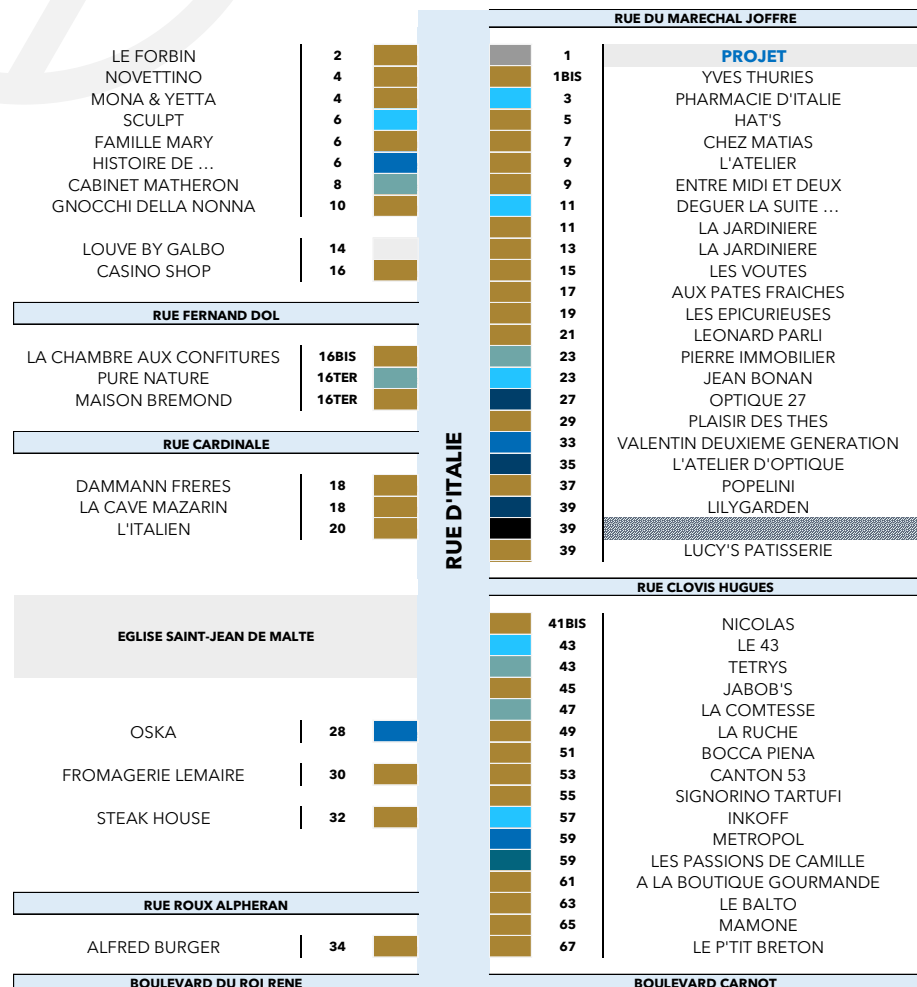 RUE DU MARECHAL JOFFRE
LE FORBIN 2
NOVETTINO 4
MONA & YETTA 4
SCULPT 6
FAMILLE MARY 6
HISTOIRE DE ... 6
CABINET MATHERON 8
GNOCCHI DELLA NONNA 10
LOUVE BY GALBO 14
CASINO SHOP 16
RUE FERNAND DOL
LA CHAMBRE AUX CONFITURES 16BIS
PURE NATURE 16TER
MAISON BREMOND 16TER
RUE CARDINALE
DAMMANN FRERES 18
LA CAVE MAZARIN 18
L'ITALIEN 20
EGLISE SAINT-JEAN DE MALTE
OSKA 28
FROMAGERIE LEMAIRE 30
STEAK HOUSE 32
RUE ROUX ALPHERAN
ALFRED BURGER 34
BOULEVARD DU ROI RENE
RUE D'ITALIE
1 PROJET
1BIS YVES THURIES
3 PHARMACIE D'ITALIE
5 HAT'S
7 CHEZ MATIAS
9 L'ATELIER
9 ENTRE MIDI ET DEUX
11 DEGUER LA SUITE ...
11 LA JARDINIERE
13 LA JARDINIERE
15 LES VOUTES
17 AUX PATES FRAICHES
19 LES EPICURIEUSES
21 LEONARD PARLI
23 PIERRE IMMOBILIER
23 JEAN BONAN
27 OPTIQUE 27
29 PLAISIR DES THES
33 VALENTIN DEUXIEME GENERATION
35 L'ATELIER D'OPTIQUE
37 POPELINI
39 LILYGARDEN
39
39 LUCY'S PATISSERIE
RUE CLOVIS HUGUES
41BIS NICOLAS
43 LE 43
43 TETRYS
45 JABOB'S
47 LA COMTESSE
49 LA RUCHE
51 BOCCA PIENA
53 CANTON 53
55 SIGNORINO TARTUFI
57 INKOFF
59 METROPOL
59 LES PASSIONS DE CAMILLE
61 A LA BOUTIQUE GOURMANDE
63 LE BALTO
65 MAMONE
67 LE P'TIT BRETON
BOULEVARD CARNOT